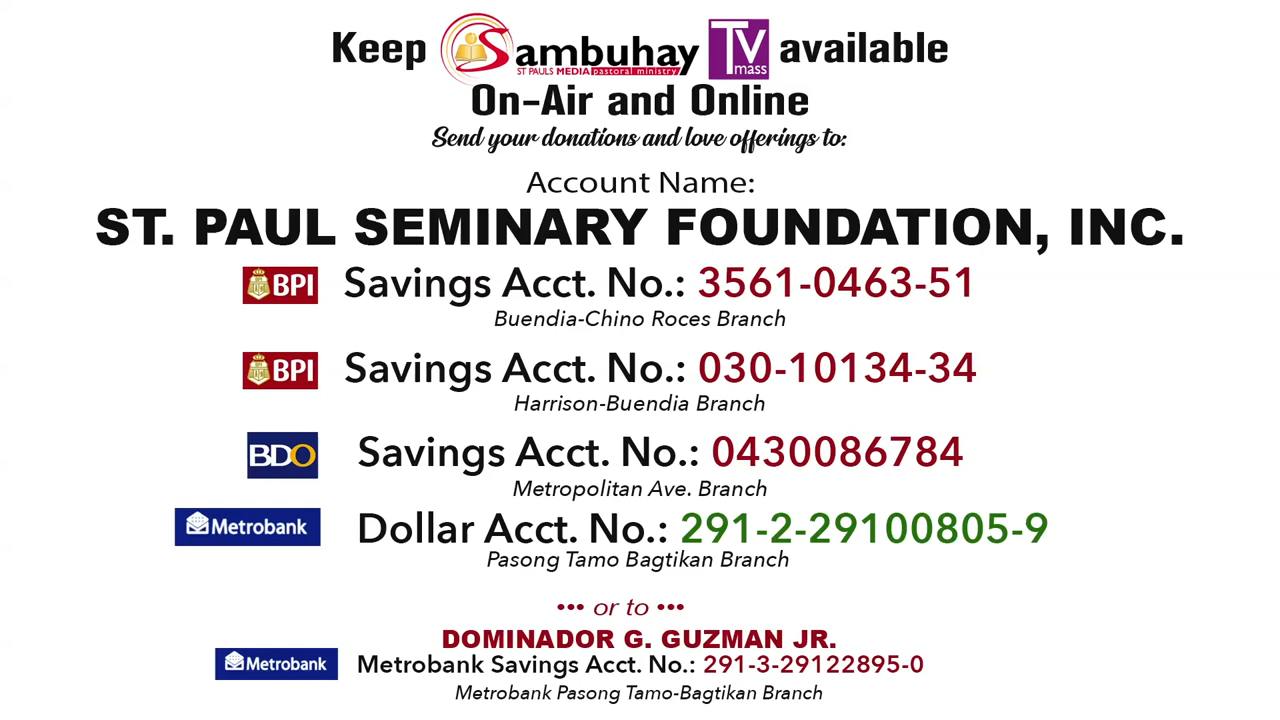 Keep Sambuhay TV mass available
ST PAULS MEDIA pastoral ministry
On-Air and Online
Send your donations and love offerings to:
Account Name:
ST. PAUL SEMINARY FOUNDATION, INC.
BPI Savings Acct. No.: 3561-0463-51
Buendia-Chino Roces Branch
BPI Savings Acct. No.: 030-10134-34
Harrison-Buendia Branch
BDO Savings Acct. No.: 0430086784
Metropolitan Ave. Branch
Metrobank Dollar Acct. No.: 291-2-29100805-9
Pasong Tamo Bagtikan Branch
••• or to •••
DOMINADOR G. GUZMAN JR.
Metrobank Metrobank Savings Acct. No.: 291-3-29122895-0
Metrobank Pasong Tamo-Bagtikan Branch